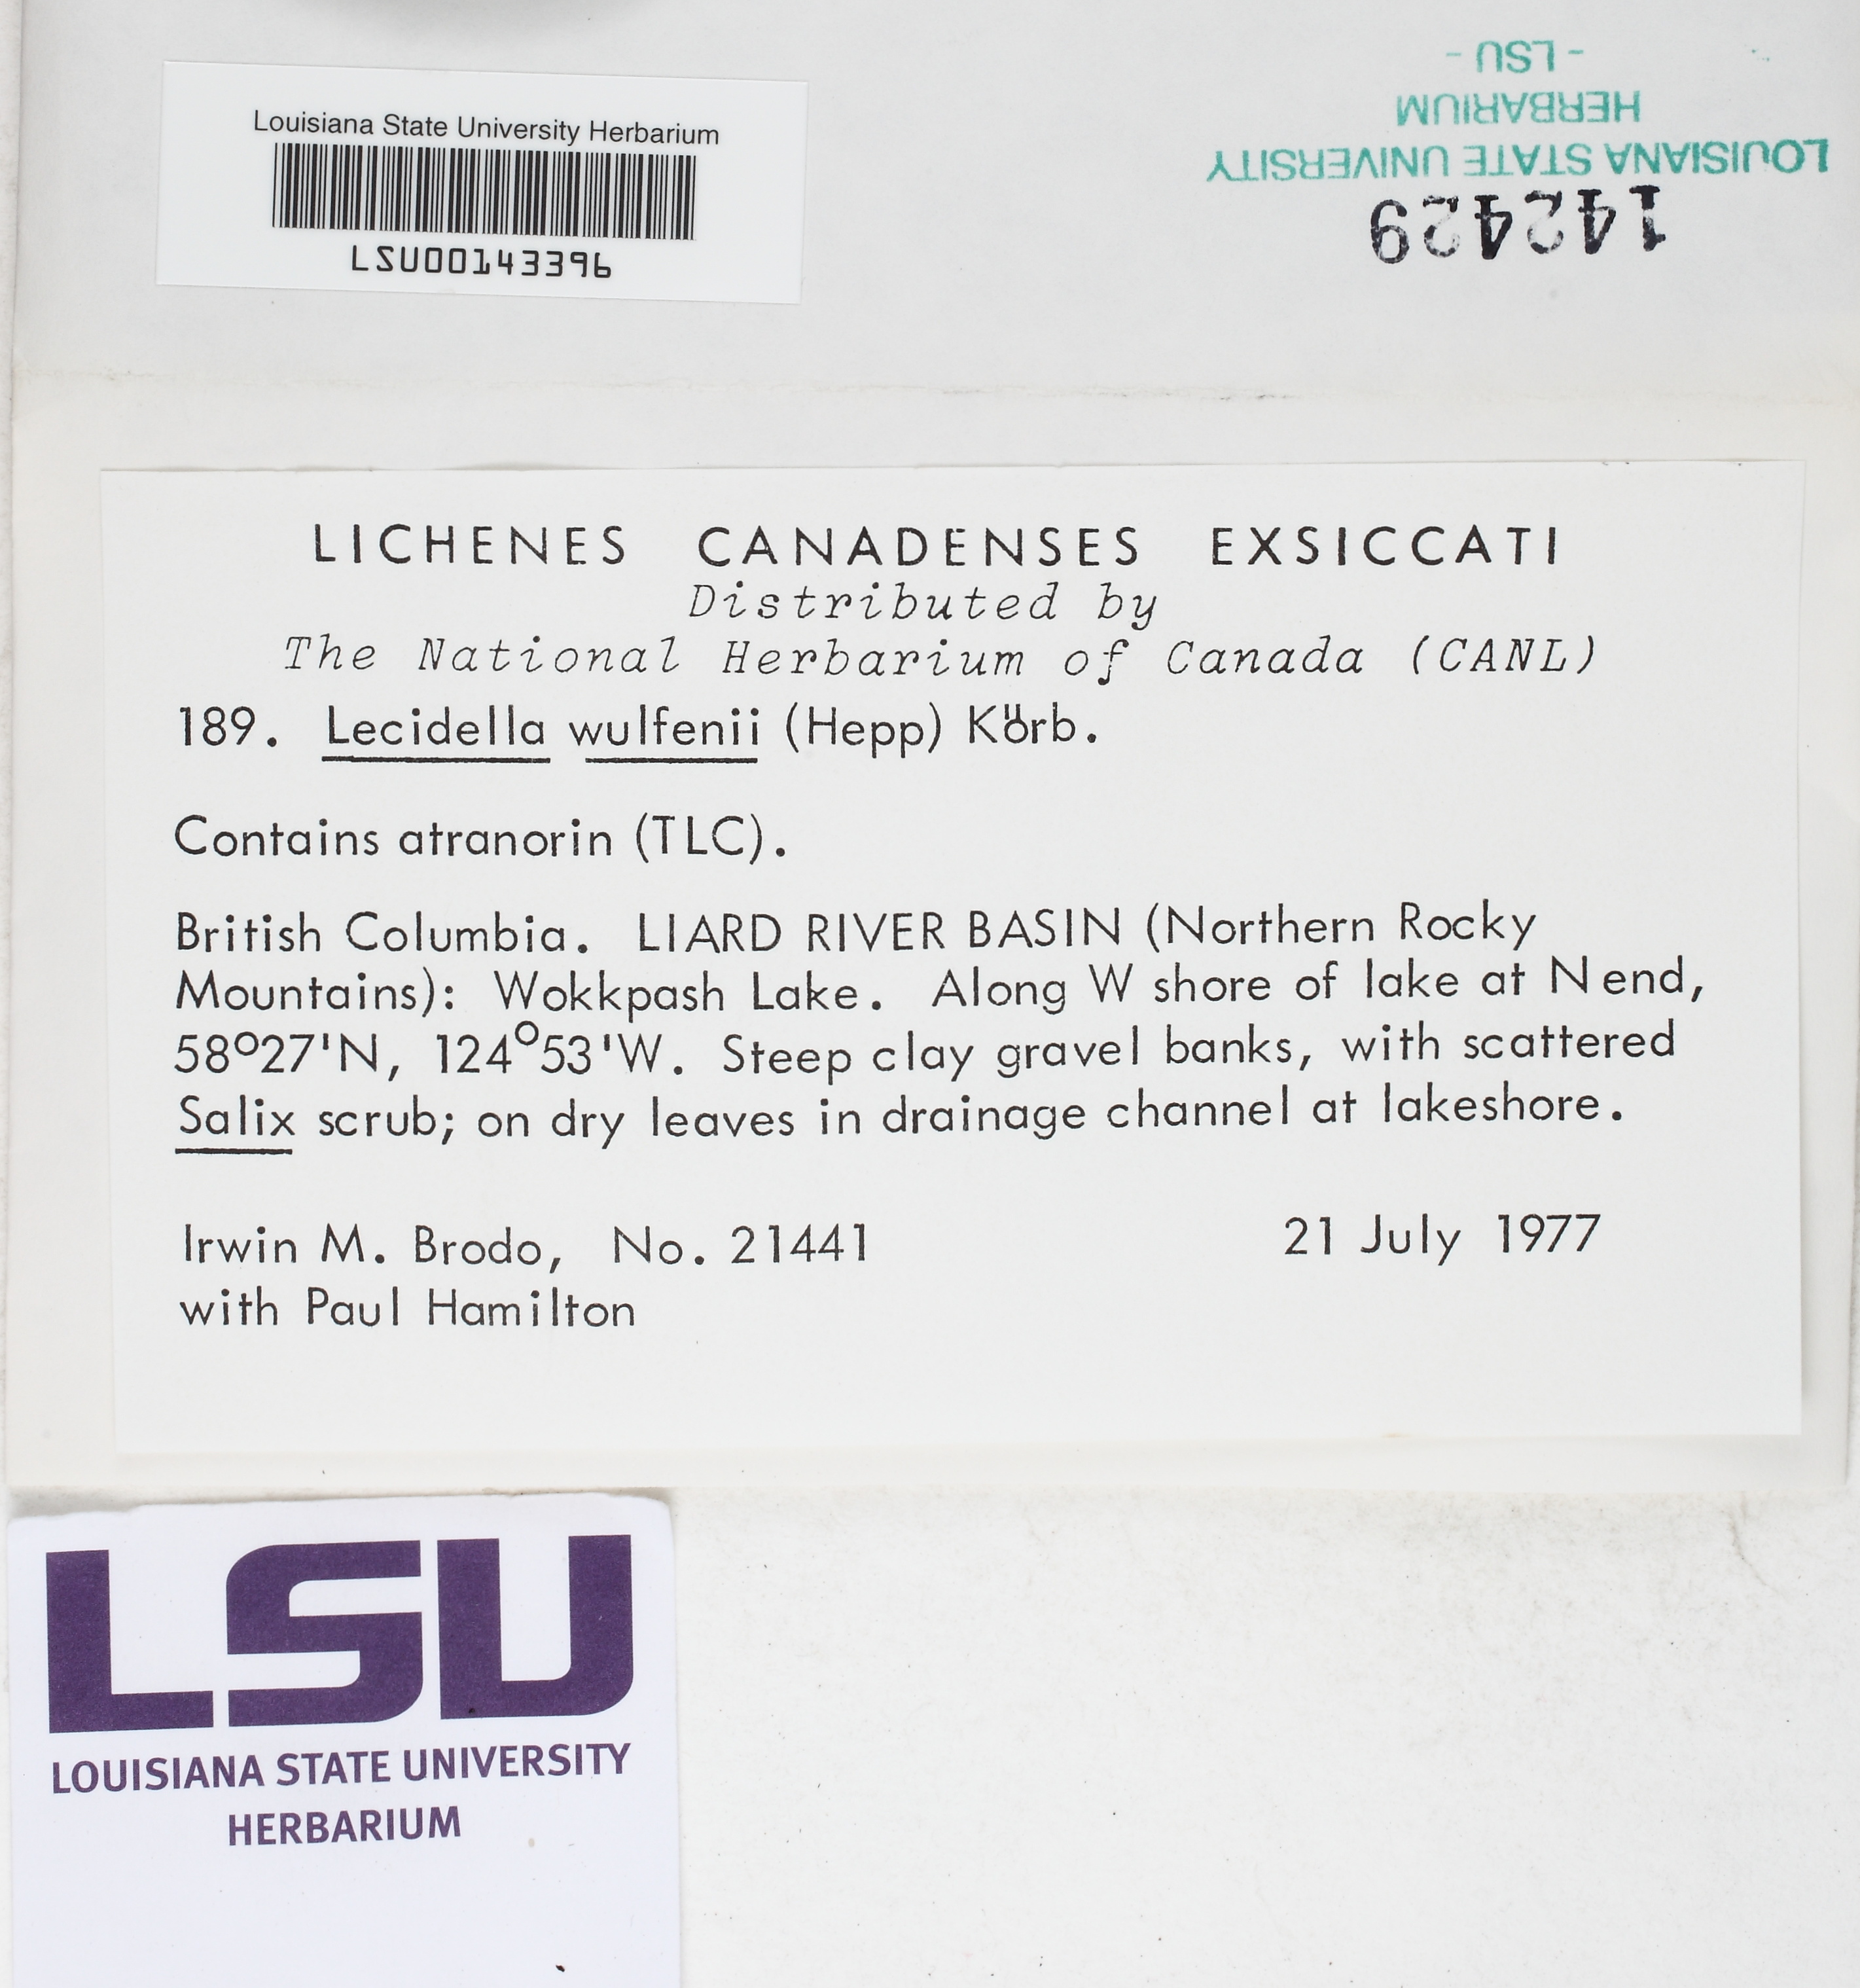 Louisiana State University Herbarium
LSU00143396
LOUISIANA STATE UNIVERSITY
HERBARIUM
- LSU -
142429
LICHENES CANADENSES EXSICCATI
Distributed by
The National Herbarium of Canada (CANL)
189. Lecidella wulfenii (Hepp) Körb.
Contains atranorin (TLC).
British Columbia. LIARD RIVER BASIN (Northern Rocky
Mountains): Wokkpash Lake. Along W shore of lake at N end,
58°27'N, 124°53'W. Steep clay gravel banks, with scattered
Salix scrub; on dry leaves in drainage channel at lakeshore.
Irwin M. Brodo, No. 21441 21 July 1977
with Paul Hamilton
LSU
LOUISIANA STATE UNIVERSITY
HERBARIUM